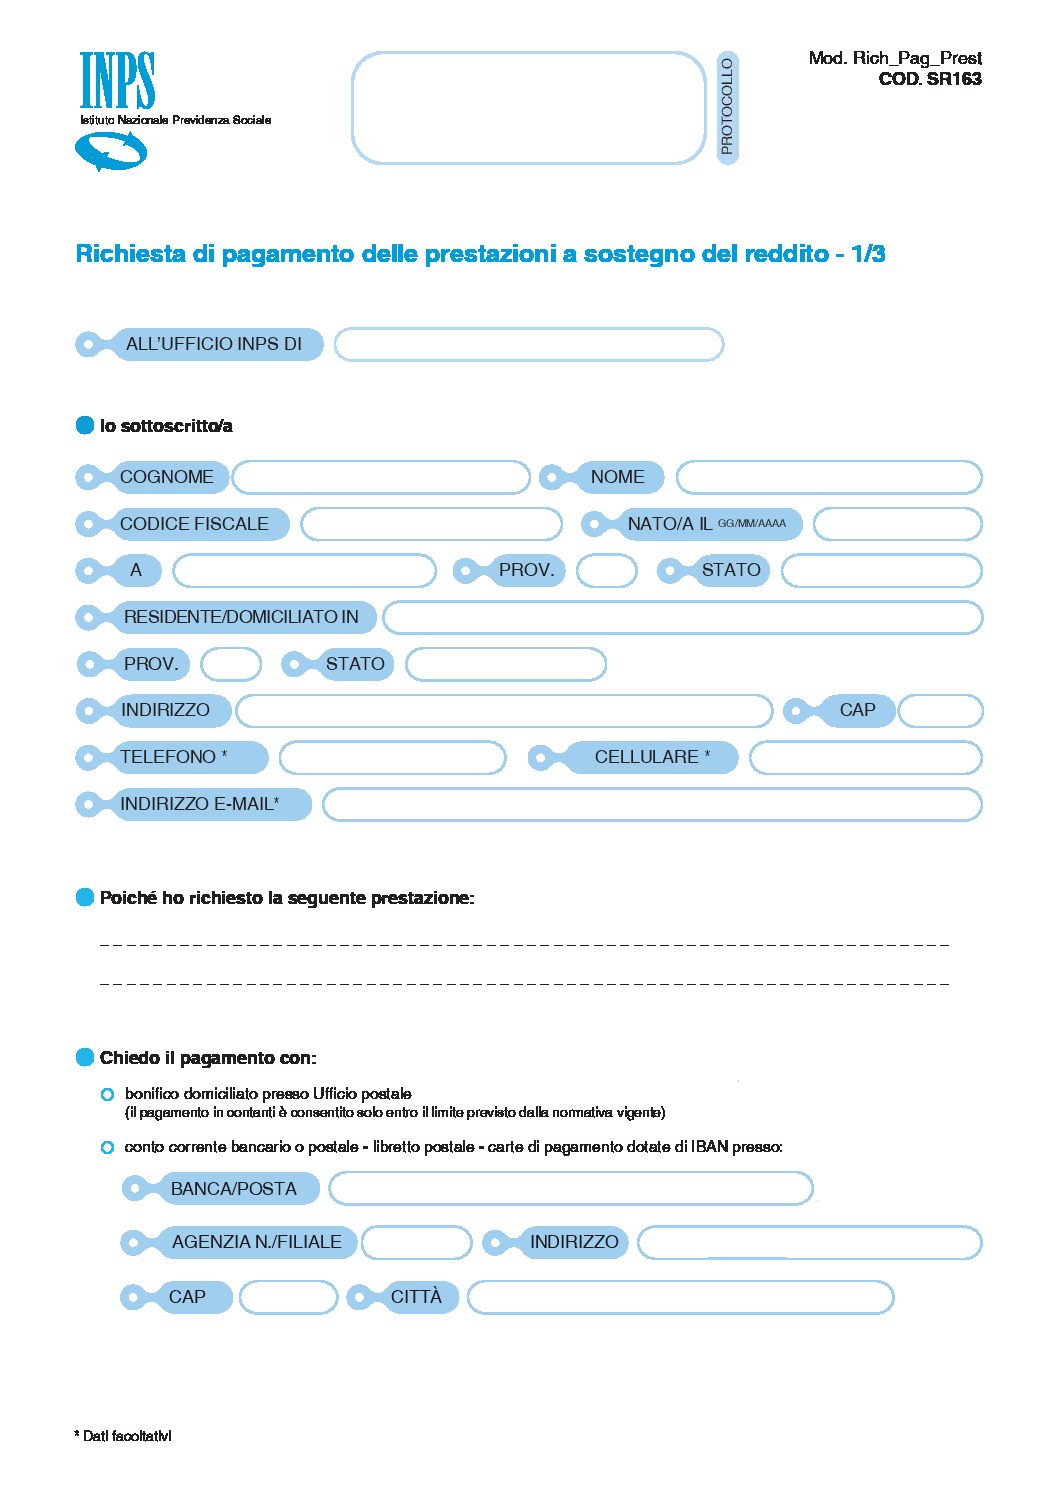 INPS
Istituto Nazionale Previdenza Sociale
PROTOCOLLO
Mod. Rich_Pag_Prest
COD. SR163
Richiesta di pagamento delle prestazioni a sostegno del reddito - 1/3
ALL'UFFICIO INPS DI
Io sottoscritto/a
COGNOME NOME
CODICE FISCALE NATO/A IL GG/MM/AAAA
A PROV. STATO
RESIDENTE/DOMICILIATO IN
PROV. STATO
INDIRIZZO CAP
TELEFONO * CELLULARE *
INDIRIZZO E-MAIL*
Poiché ho richiesto la seguente prestazione:
Chiedo il pagamento con:
bonifico domiciliato presso Ufficio postale
(il pagamento in contanti è consentito solo entro il limite previsto dalla normativa vigente)
conto corrente bancario o postale - libretto postale - carte di pagamento dotate di IBAN presso:
BANCA/POSTA
AGENZIA N./FILIALE INDIRIZZO
CAP CITTÀ
* Dati facoltativi